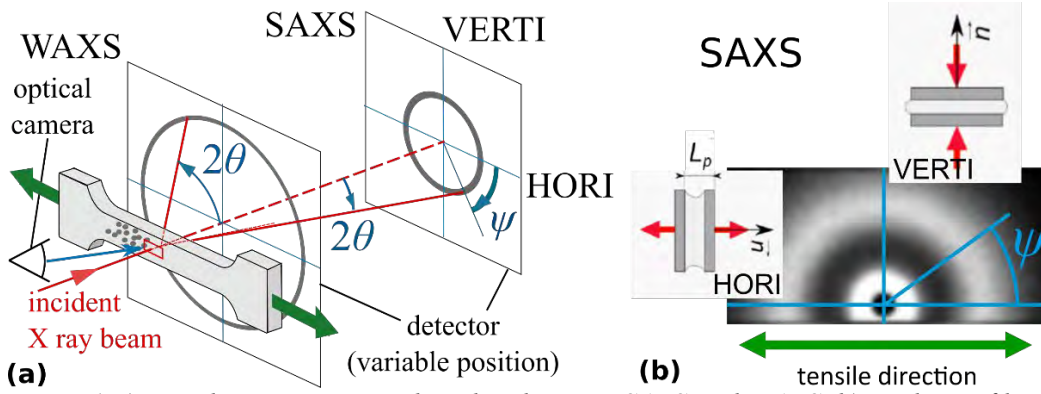 WAXS
SAXS
VERTI
optical
camera
2θ
2θ
HORI
ψ
incident
X ray beam
detector
(variable position)
(a)
SAXS
n
VERTI
L_p
n
HORI
ψ
tensile direction
(b)